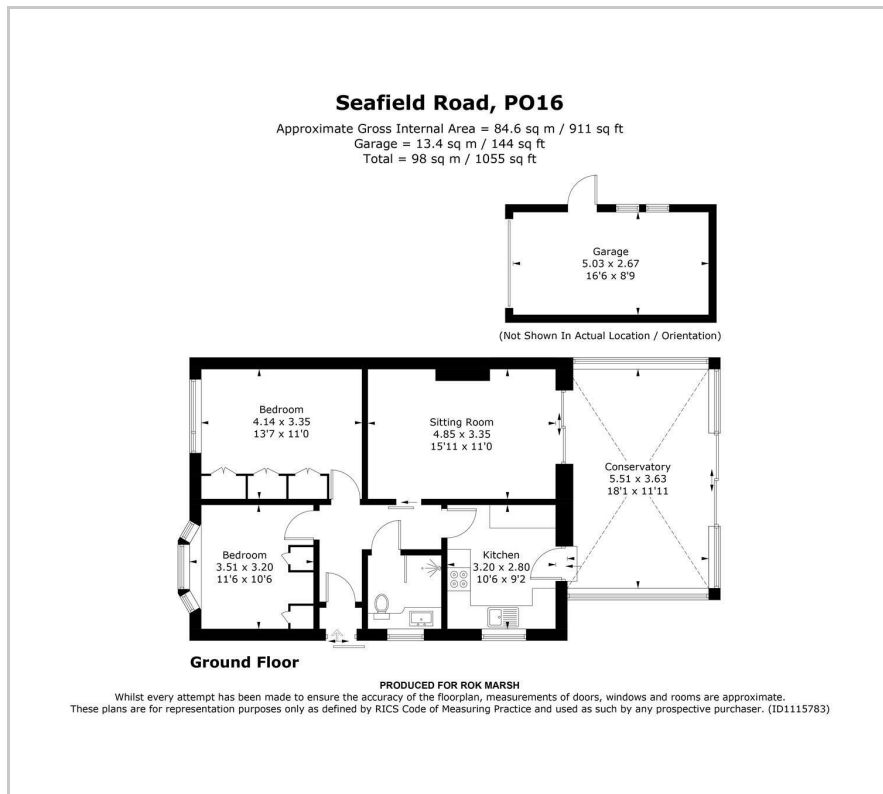 Seafield Road, PO16
Approximate Gross Internal Area = 84.6 sq m / 911 sq ft
Garage = 13.4 sq m / 144 sq ft
Total = 98 sq m / 1055 sq ft
Garage
5.03 x 2.67
16'6 x 8'9
(Not Shown In Actual Location / Orientation)
Bedroom
4.14 x 3.35
13'7 x 11'0
Sitting Room
4.85 x 3.35
15'11 x 11'0
Conservatory
5.51 x 3.63
18'1 x 11'11
Bedroom
3.51 x 3.20
11'6 x 10'6
Kitchen
3.20 x 2.80
10'6 x 9'2
Ground Floor
PRODUCED FOR ROK MARSH
Whilst every attempt has been made to ensure the accuracy of the floorplan, measurements of doors, windows and rooms are approximate.
These plans are for representation purposes only as defined by RICS Code of Measuring Practice and used as such by any prospective purchaser. (ID1115783)